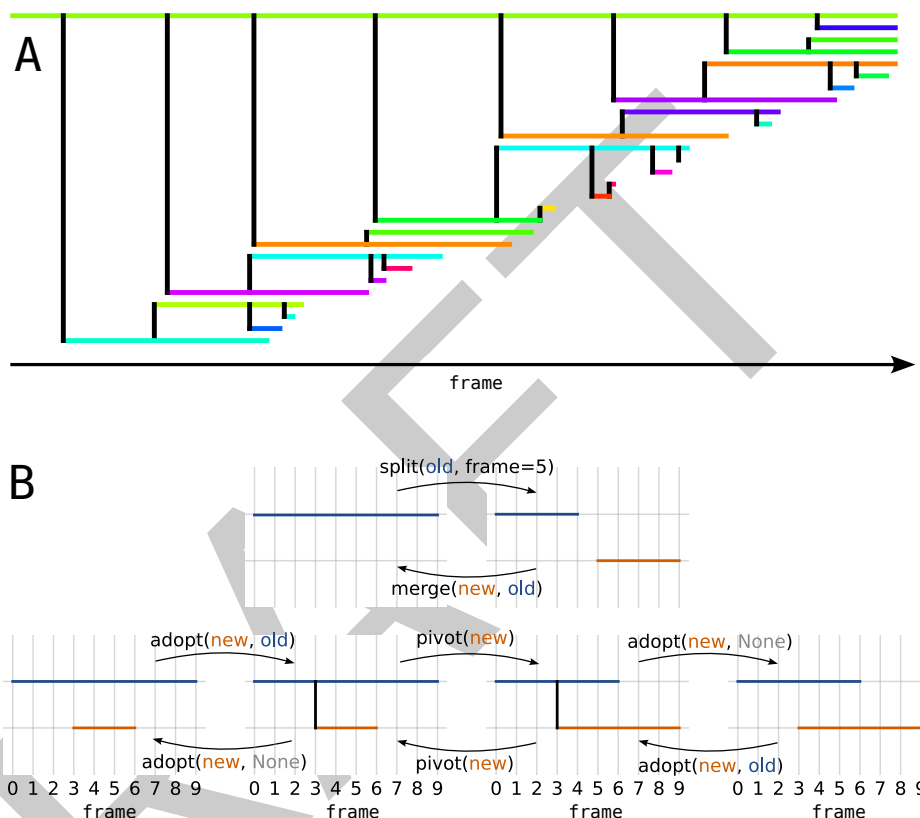 A
frame
B
split(old, frame=5)
merge(new, old)
adopt(new, old)
pivot(new)
adopt(new, None)
adopt(new, None)
pivot(new)
adopt(new, old)
0 1 2 3 4 5 6 7 8 9
0 1 2 3 4 5 6 7 8 9
0 1 2 3 4 5 6 7 8 9
0 1 2 3 4 5 6 7 8 9
frame
frame
frame
frame